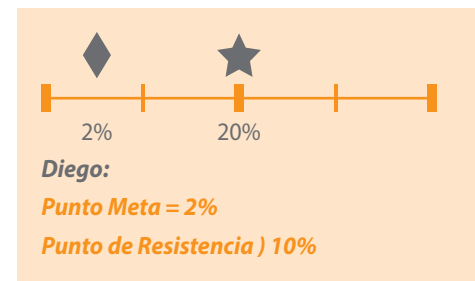 2% 20%
Diego:
Punto Meta = 2%
Punto de Resistencia ) 10%